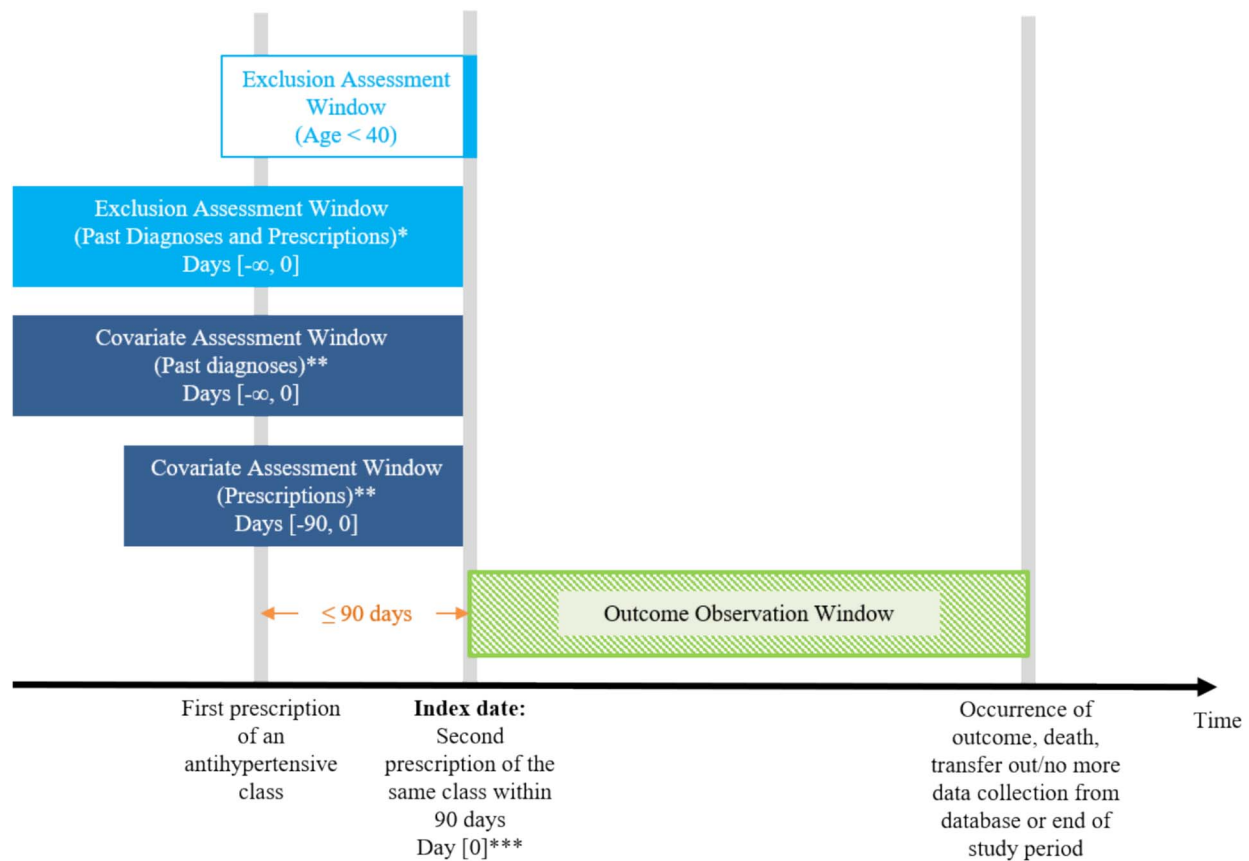 Exclusion Assessment
Window
(Age < 40)
Exclusion Assessment Window
(Past Diagnoses and Prescriptions)*
Days [-∞, 0]
Covariate Assessment Window
(Past diagnoses)**
Days [-∞, 0]
Covariate Assessment Window
(Prescriptions)**
Days [-90, 0]
≤ 90 days
Outcome Observation Window
First prescription
of an
antihypertensive
class
Index date:
Second
prescription of the
same class within
90 days
Day [0]***
Occurrence of
outcome, death,
transfer out/no more
data collection from
database or end of
study period
Time